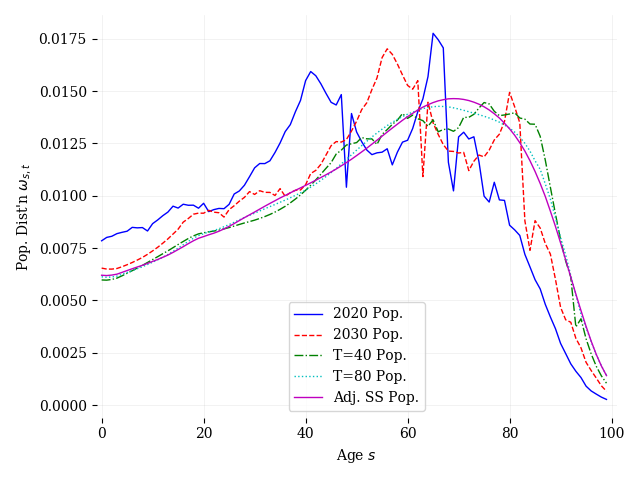 0.0175
0.0150
0.0125
0.0100
0.0075
0.0050
0.0025
0.0000
Pop. Dist'n ω_{s,t}
2020 Pop.
2030 Pop.
T=40 Pop.
T=80 Pop.
Adj. SS Pop.
0 20 40 60 80 100
Age s